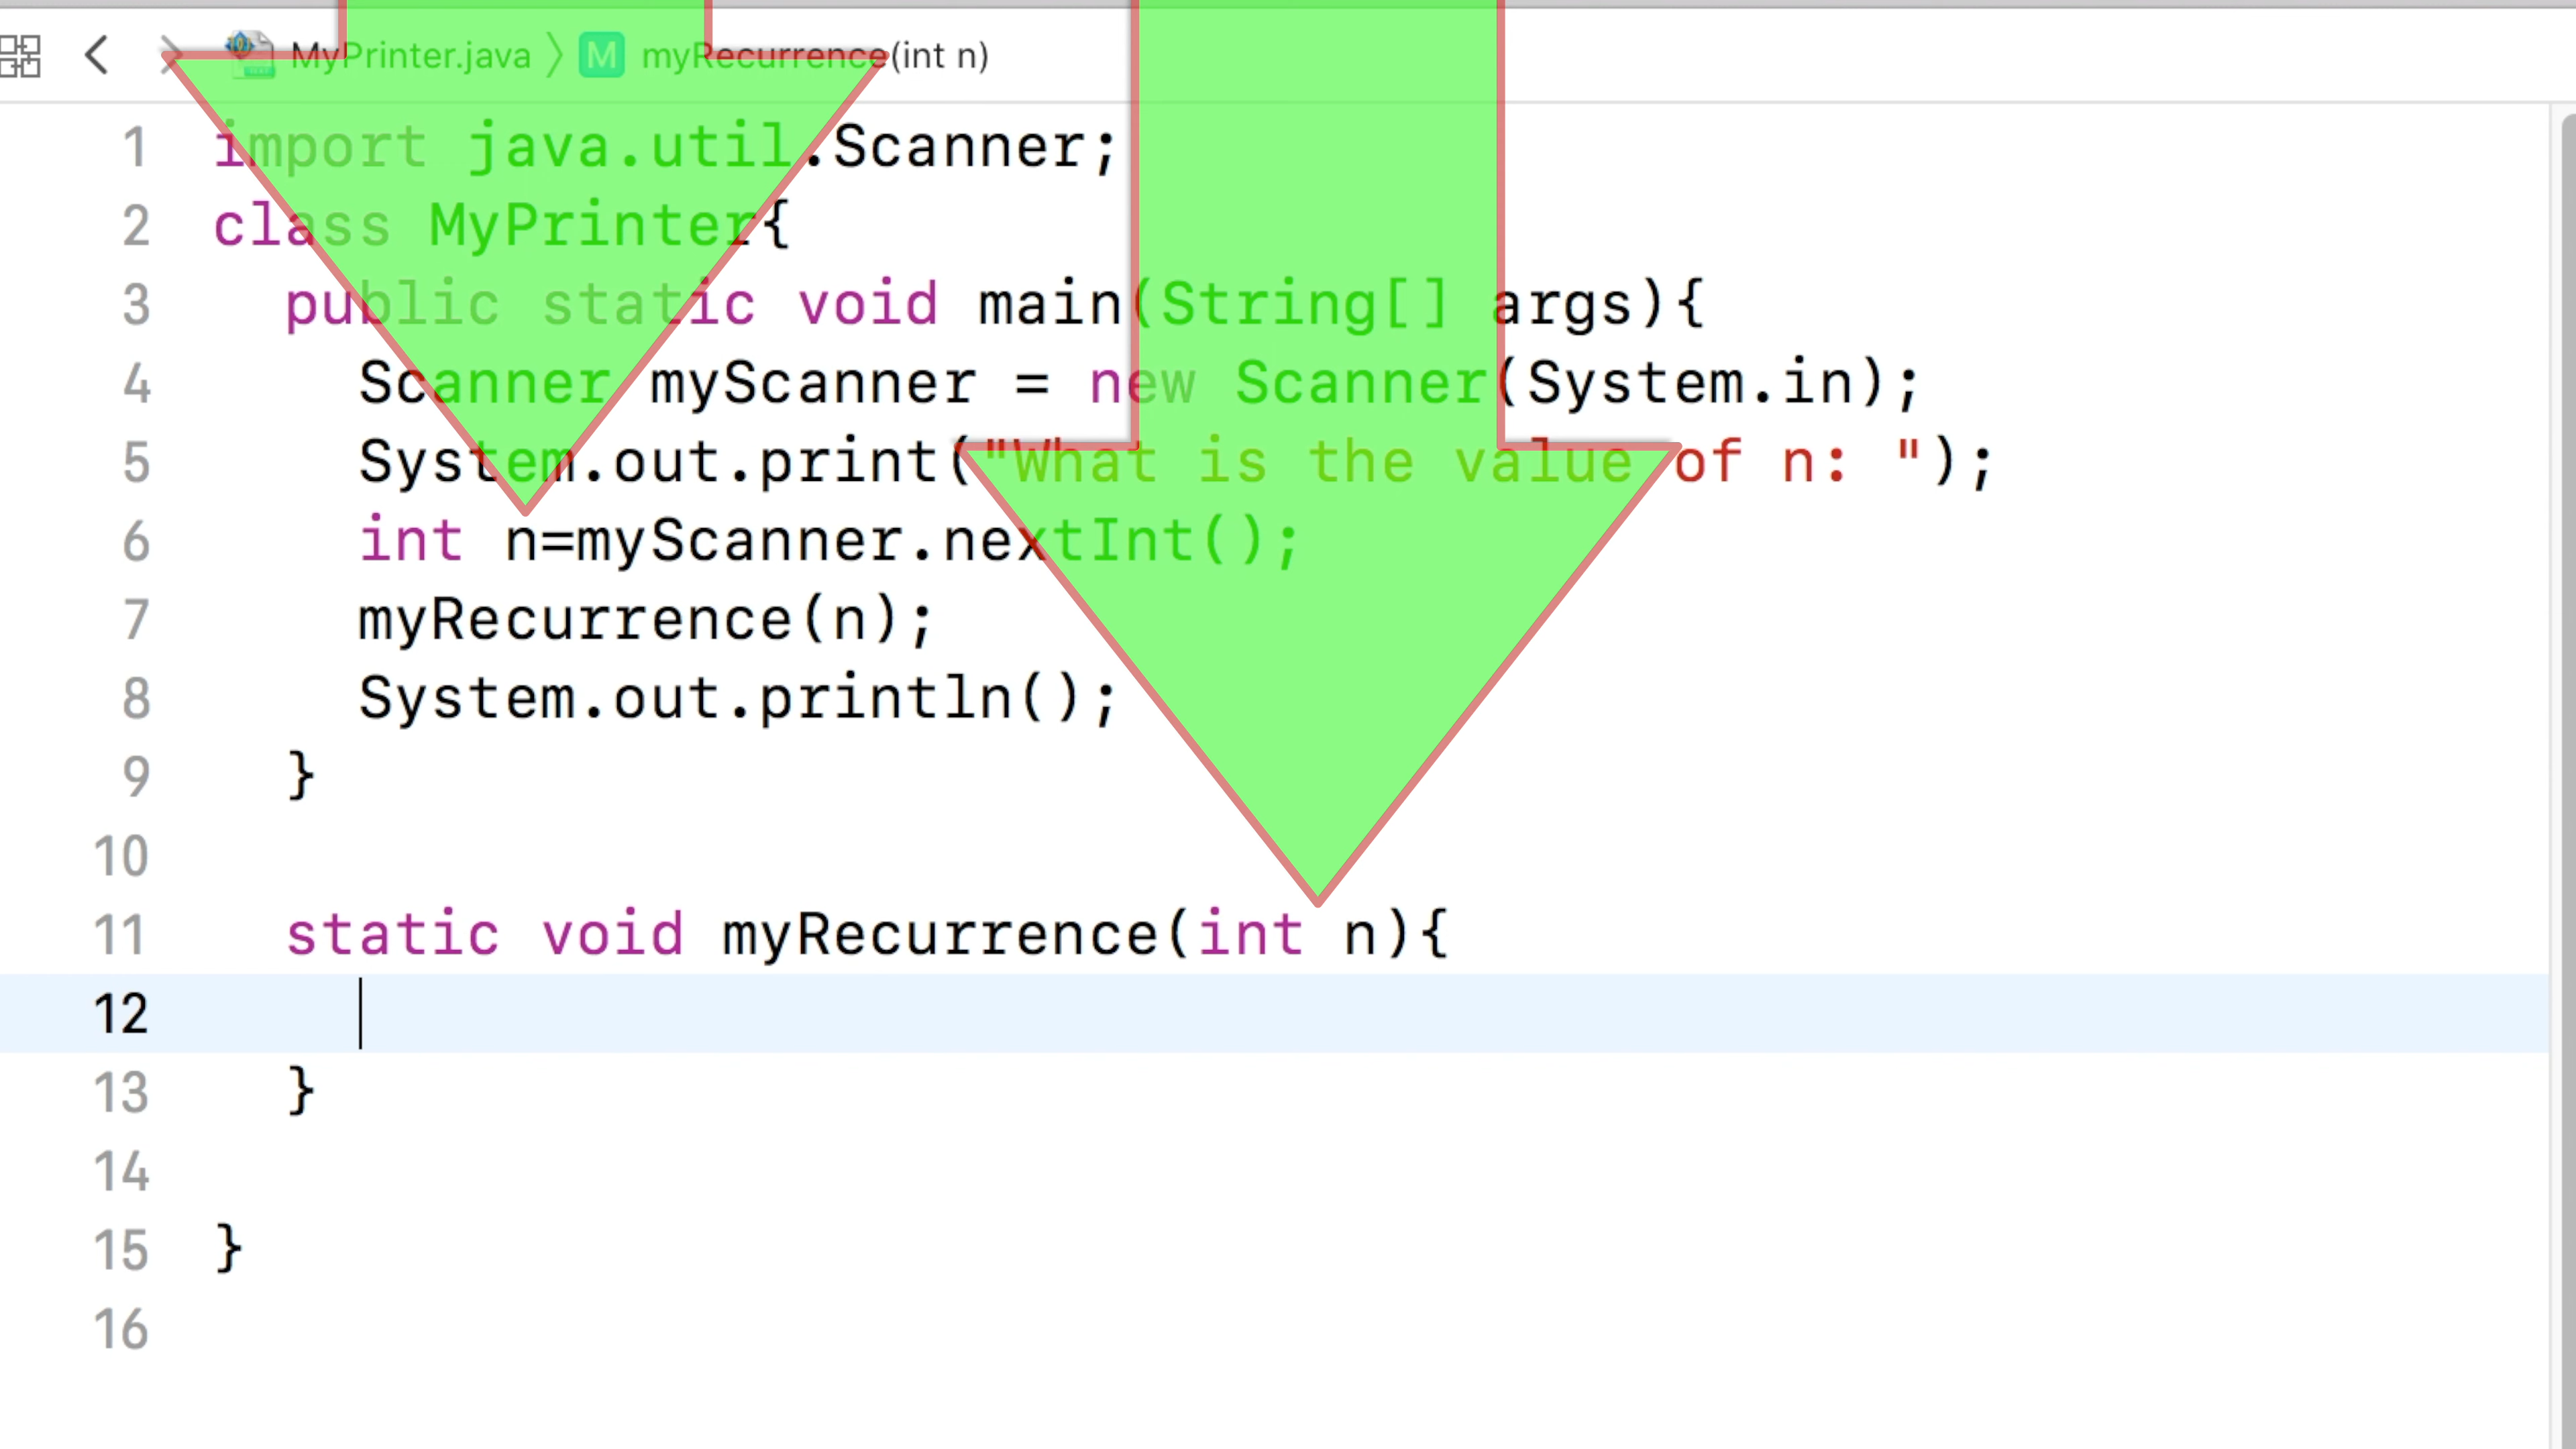 MyPrinter.java 〉 M myRecurrence(int n)
1 import java.util.Scanner;
2 class MyPrinter{
3 public static void main(String[] args){
4 Scanner myScanner = new Scanner(System.in);
5 System.out.print("What is the value of n: ");
6 int n=myScanner.nextInt();
7 myRecurrence(n);
8 System.out.println();
9 }
10
11 static void myRecurrence(int n){
12
13 }
14
15 }
16